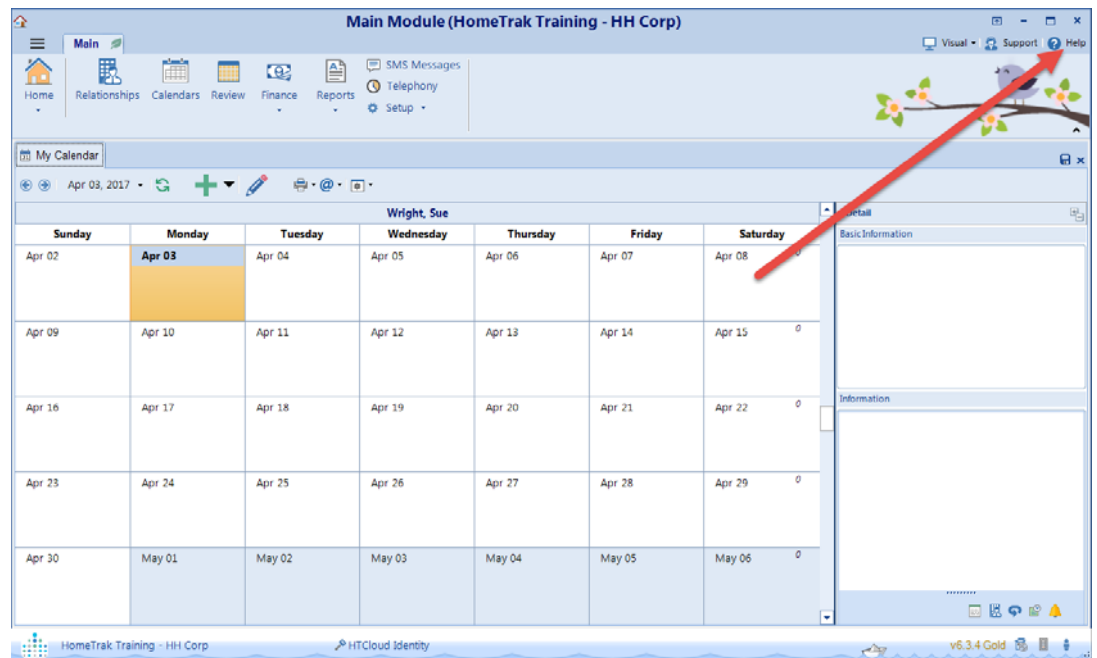 Main Module (HomeTrak Training - HH Corp)
Main
Visual Support Help
Home Relationships Calendars Review Finance Reports
SMS Messages
Telephony
Setup
My Calendar
Apr 03, 2017
Wright, Sue
Sunday Monday Tuesday Wednesday Thursday Friday Saturday
Apr 02 Apr 03 Apr 04 Apr 05 Apr 06 Apr 07 Apr 08
Apr 09 Apr 10 Apr 11 Apr 12 Apr 13 Apr 14 Apr 15 0
Apr 16 Apr 17 Apr 18 Apr 19 Apr 20 Apr 21 Apr 22 0
Apr 23 Apr 24 Apr 25 Apr 26 Apr 27 Apr 28 Apr 29 0
Apr 30 May 01 May 02 May 03 May 04 May 05 May 06 0
Basic Information
Information
HomeTrak Training - HH Corp
HTCloud Identity
v6.3.4 Gold